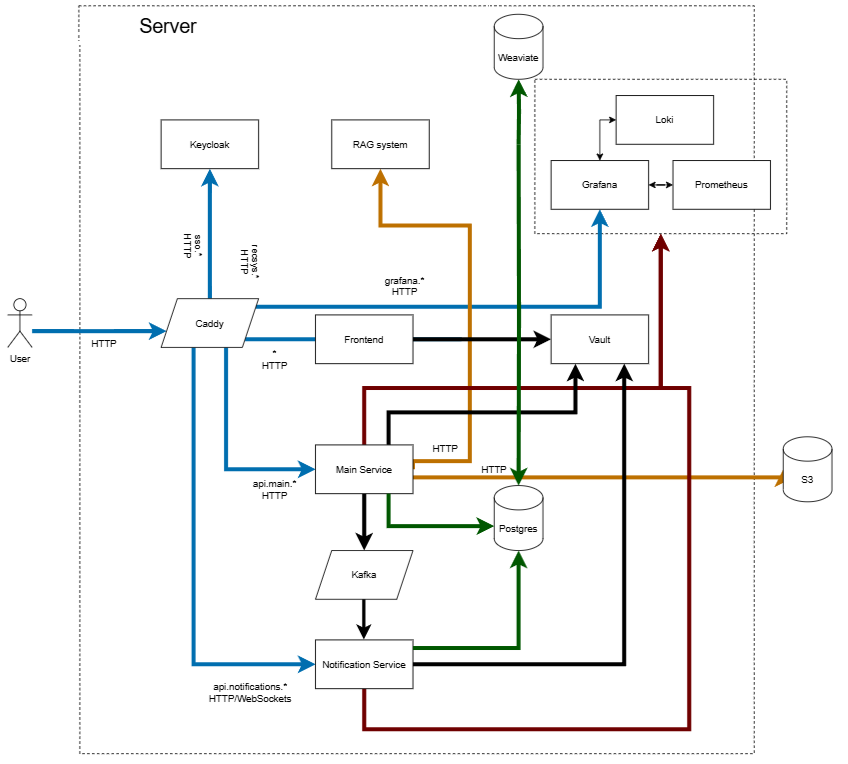 Server
Weaviate
Loki
Keycloak
RAG system
Grafana
Prometheus
sso.*
HTTP
recsys.*
HTTP
grafana.*
HTTP
Caddy
User
HTTP
Frontend
Vault
*
HTTP
HTTP
Main Service
HTTP
S3
api.main.*
HTTP
Postgres
Kafka
Notification Service
api.notifications.*
HTTP/WebSockets